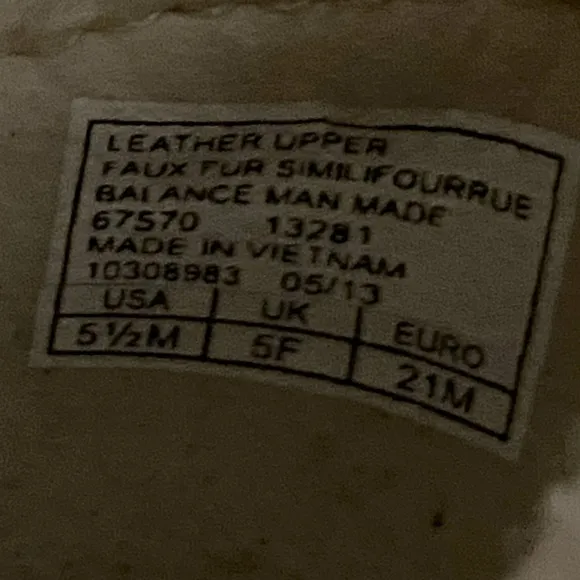 LEATHER UPPER
FAUX FUR SIMILIFOURRUE
BALANCE MAN MADE
67570 13281
MADE IN VIETNAM
10308983 05/13
USA UK EURO
5½M 5F 21M